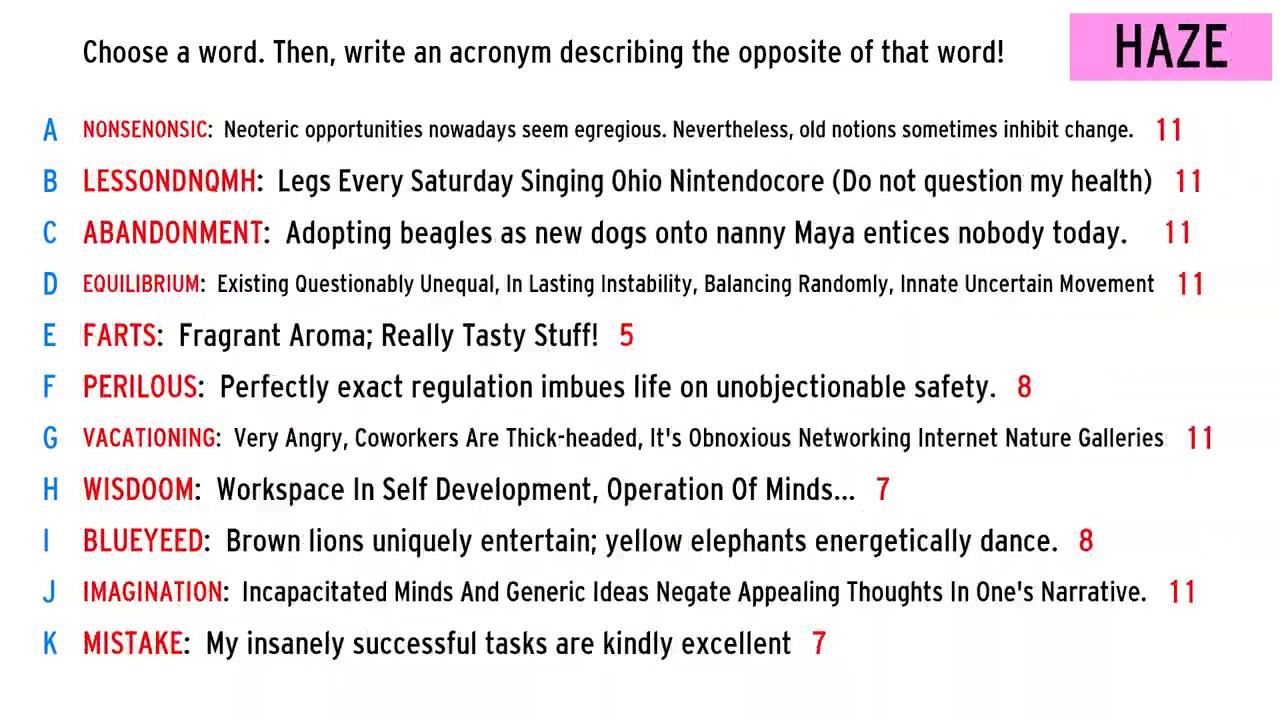 Choose a word. Then, write an acronym describing the opposite of that word!
HAZE
A NONSENONSIC: Neoteric opportunities nowadays seem egregious. Nevertheless, old notions sometimes inhibit change. 11
B LESSONDNQMH: Legs Every Saturday Singing Ohio Nintendocore (Do not question my health) 11
C ABANDONMENT: Adopting beagles as new dogs onto nanny Maya entices nobody today. 11
D EQUILIBRIUM: Existing Questionably Unequal, In Lasting Instability, Balancing Randomly, Innate Uncertain Movement 11
E FARTS: Fragrant Aroma; Really Tasty Stuff! 5
F PERILOUS: Perfectly exact regulation imbues life on unobjectionable safety. 8
G VACATIONING: Very Angry, Coworkers Are Thick-headed, It's Obnoxious Networking Internet Nature Galleries 11
H WISDOOM: Workspace In Self Development, Operation Of Minds... 7
I BLUEYEED: Brown lions uniquely entertain; yellow elephants energetically dance. 8
J IMAGINATION: Incapacitated Minds And Generic Ideas Negate Appealing Thoughts In One's Narrative. 11
K MISTAKE: My insanely successful tasks are kindly excellent 7